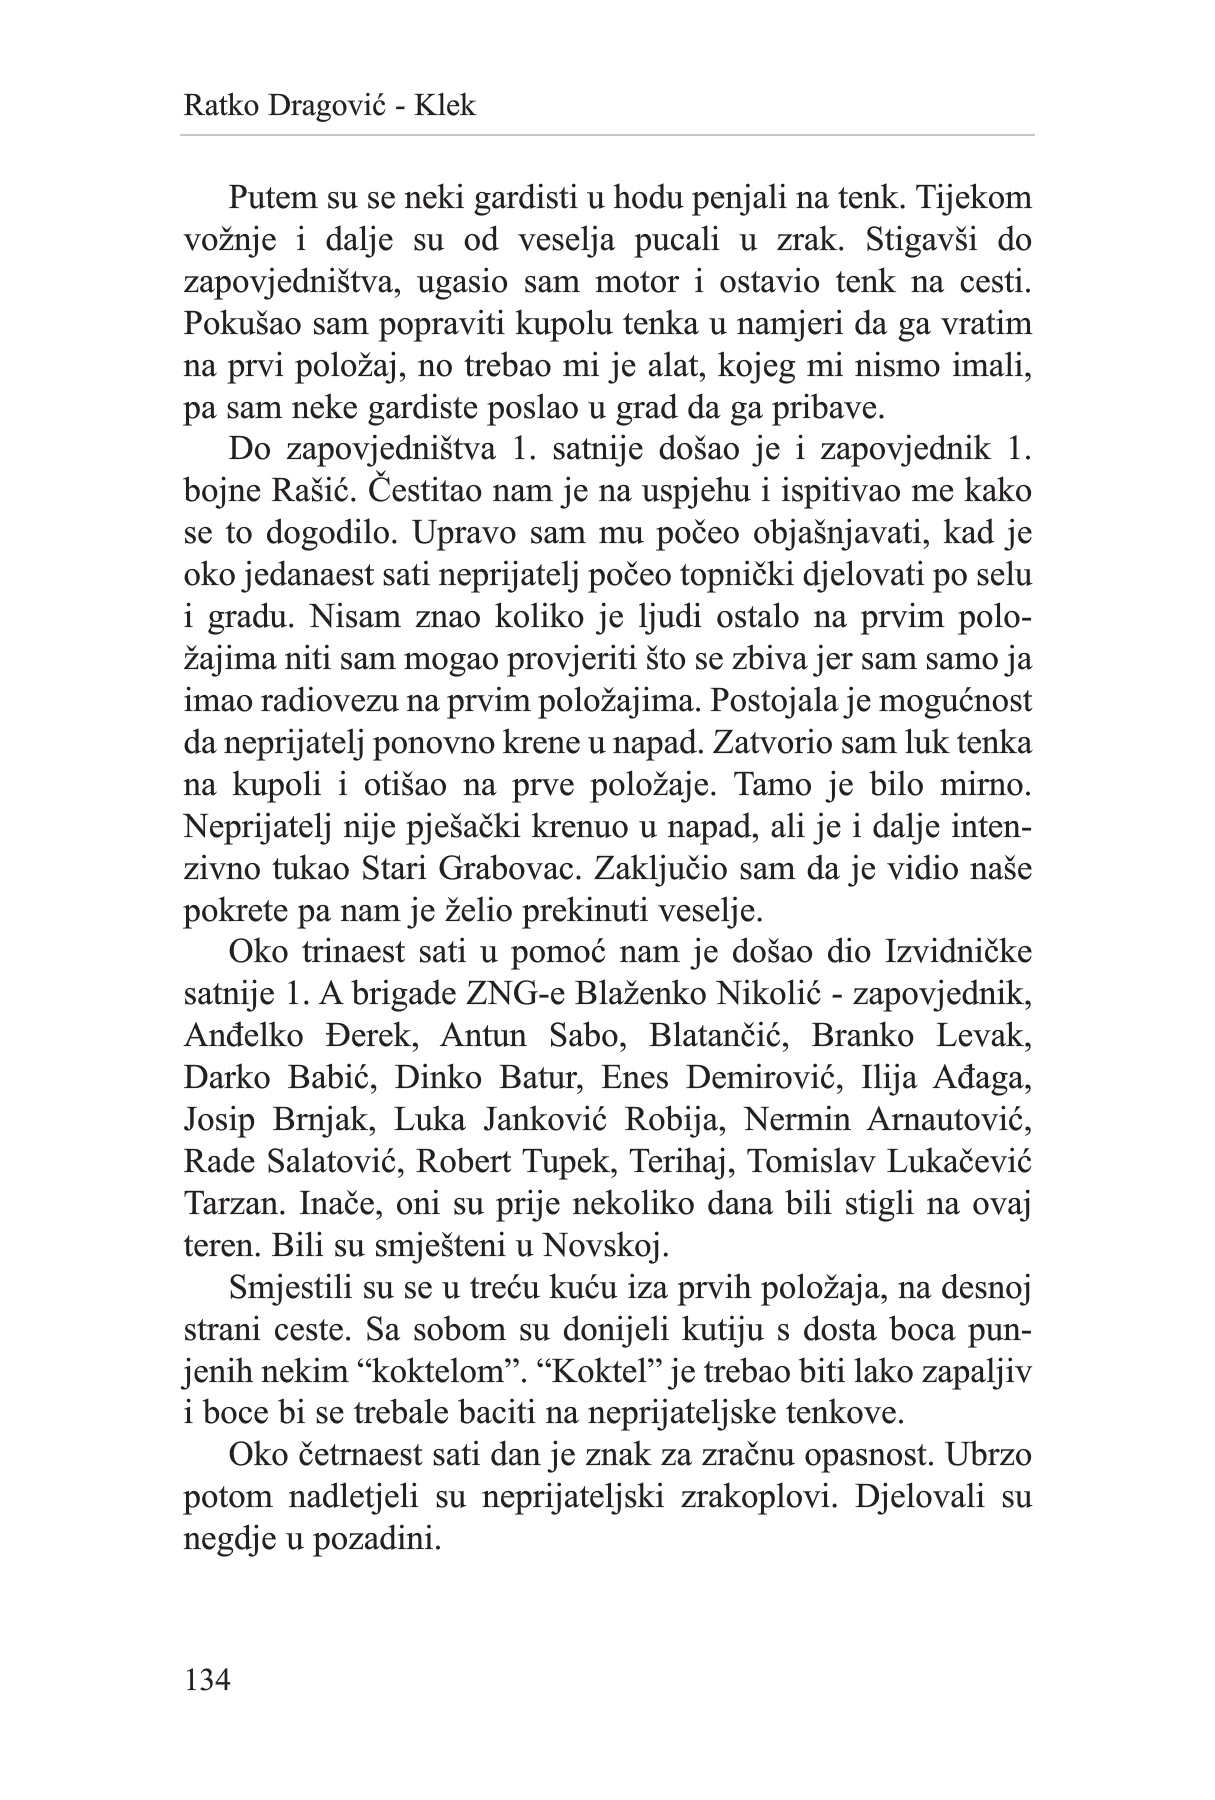 Ratko Dragović - Klek
Putem su se neki gardisti u hodu penjali na tenk. Tijekom
vožnje i dalje su od veselja pucali u zrak. Stigavši do
zapovjedništva, ugasio sam motor i ostavio tenk na cesti.
Pokušao sam popraviti kupolu tenka u namjeri da ga vratim
na prvi položaj, no trebao mi je alat, kojeg mi nismo imali,
pa sam neke gardiste poslao u grad da ga pribave.
Do zapovjedništva 1. satnije došao je i zapovjednik 1.
bojne Rašić. Čestitao nam je na uspjehu i ispitivao me kako
se to dogodilo. Upravo sam mu počeo objašnjavati, kad je
oko jedanaest sati neprijatelj počeo topnički djelovati po selu
i gradu. Nisam znao koliko je ljudi ostalo na prvim polo-
žajima niti sam mogao provjeriti što se zbiva jer sam samo ja
imao radiovezu na prvim položajima. Postojala je mogućnost
da neprijatelj ponovno krene u napad. Zatvorio sam luk tenka
na kupoli i otišao na prve položaje. Tamo je bilo mirno.
Neprijatelj nije pješački krenuo u napad, ali je i dalje inten-
zivno tukao Stari Grabovac. Zaključio sam da je vidio naše
pokrete pa nam je želio prekinuti veselje.
Oko trinaest sati u pomoć nam je došao dio Izvidničke
satnije 1. A brigade ZNG-e Blaženko Nikolić - zapovjednik,
Anđelko Đerek, Antun Sabo, Blatančić, Branko Levak,
Darko Babić, Dinko Batur, Enes Demirović, Ilija Ađaga,
Josip Brnjak, Luka Janković Robija, Nermin Arnautović,
Rade Salatović, Robert Tupek, Terihaj, Tomislav Lukačević
Tarzan. Inače, oni su prije nekoliko dana bili stigli na ovaj
teren. Bili su smješteni u Novskoj.
Smjestili su se u treću kuću iza prvih položaja, na desnoj
strani ceste. Sa sobom su donijeli kutiju s dosta boca pun-
jenih nekim “koktelom”. “Koktel” je trebao biti lako zapaljiv
i boce bi se trebale baciti na neprijateljske tenkove.
Oko četrnaest sati dan je znak za zračnu opasnost. Ubrzo
potom nadletjeli su neprijateljski zrakoplovi. Djelovali su
negdje u pozadini.
134